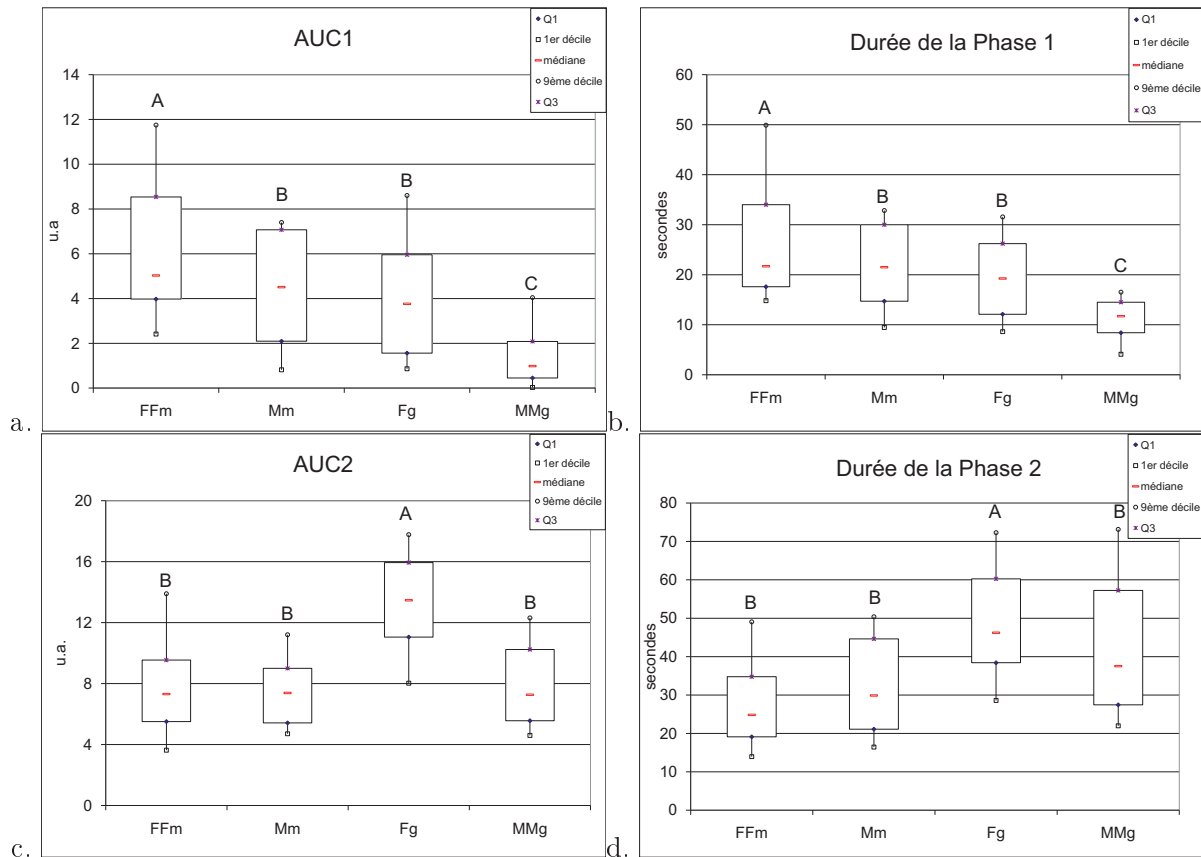 AUC1
Q1
1er décile
médiane
9ème décile
Q3
14
12
10
8
6
4
2
0
u.a
A
B
B
C
FFm
Mm
Fg
MMg
a.
Durée de la Phase 1
Q1
1er décile
médiane
9ème décile
Q3
60
50
40
30
20
10
0
secondes
A
B
B
C
FFm
Mm
Fg
MMg
b.
AUC2
Q1
1er décile
médiane
9ème décile
Q3
20
16
12
8
4
0
u.a.
B
B
A
B
FFm
Mm
Fg
MMg
c.
Durée de la Phase 2
Q1
1er décile
médiane
9ème décile
Q3
80
70
60
50
40
30
20
10
0
secondes
B
B
A
B
FFm
Mm
Fg
MMg
d.